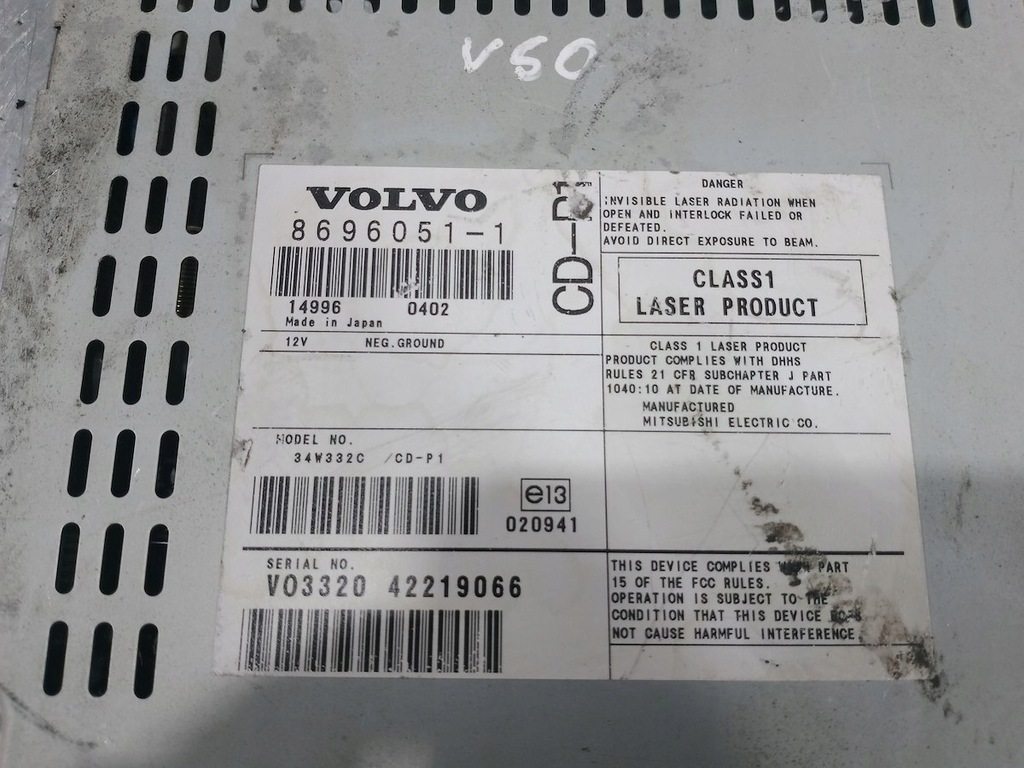 V50
VOLVO
8696051-1
14996 0402
Made in Japan
CD-P1
12V NEG. GROUND
MODEL NO.
34W332C /CD-P1
e13
020941
SERIAL NO.
VO3320 42219066
DANGER
INVISIBLE LASER RADIATION WHEN
OPEN AND INTERLOCK FAILED OR
DEFEATED.
AVOID DIRECT EXPOSURE TO BEAM.
CLASS1
LASER PRODUCT
CLASS 1 LASER PRODUCT
PRODUCT COMPLIES WITH DHHS
RULES 21 CFR SUBCHAPTER J PART
1040:10 AT DATE OF MANUFACTURE.
MANUFACTURED
MITSUBISHI ELECTRIC CO.
THIS DEVICE COMPLIES WITH PART
15 OF THE FCC RULES.
OPERATION IS SUBJECT TO THE
CONDITION THAT THIS DEVICE DOES
NOT CAUSE HARMFUL INTERFERENCE.